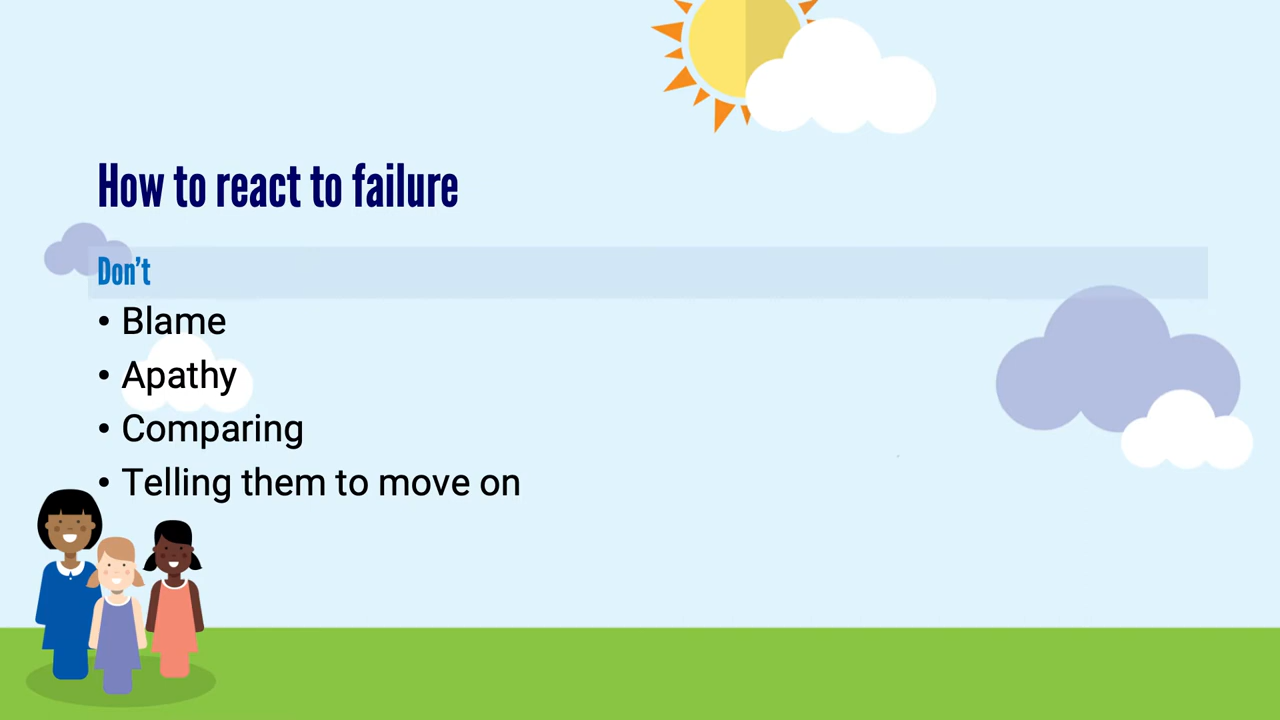 How to react to failure
Don't
• Blame
• Apathy
• Comparing
• Telling them to move on